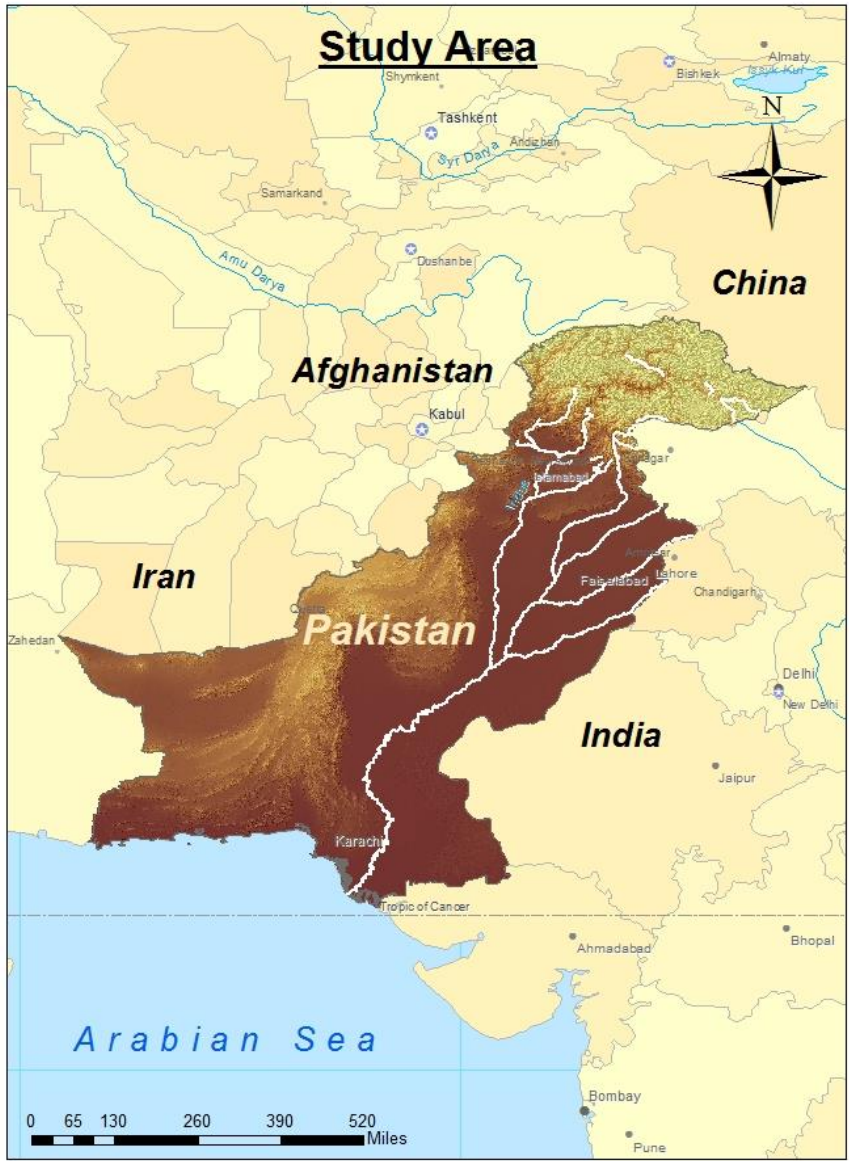 Study Area
Almaty
Shymkent
Bishkek
Issyk Kul
N
Tashkent
Andizhan
Syr Darya
Samarkand
Dushanbe
Amu Darya
China
Afghanistan
Kabul
Islamabad
Indus
Iran
Faisalabad
Lahore
Chandigarh
Pakistan
Zahedan
Delhi
New Delhi
India
Jaipur
Karachi
Tropic of Cancer
Ahmadabad
Bhopal
Arabian Sea
Bombay
0 65 130 260 390 520
Miles
Pune